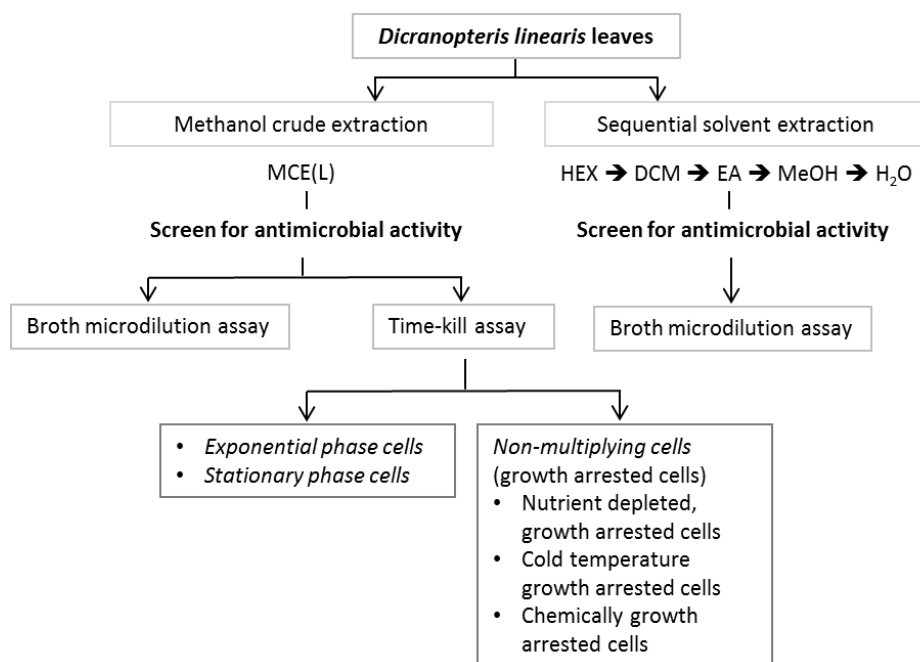 Dicranopteris linearis leaves
Methanol crude extraction
Sequential solvent extraction
MCE(L)
HEX ➔ DCM ➔ EA ➔ MeOH ➔ H₂O
Screen for antimicrobial activity
Screen for antimicrobial activity
Broth microdilution assay
Time-kill assay
Broth microdilution assay
• Exponential phase cells
• Stationary phase cells
Non-multiplying cells
(growth arrested cells)
• Nutrient depleted,
growth arrested cells
• Cold temperature
growth arrested cells
• Chemically growth
arrested cells